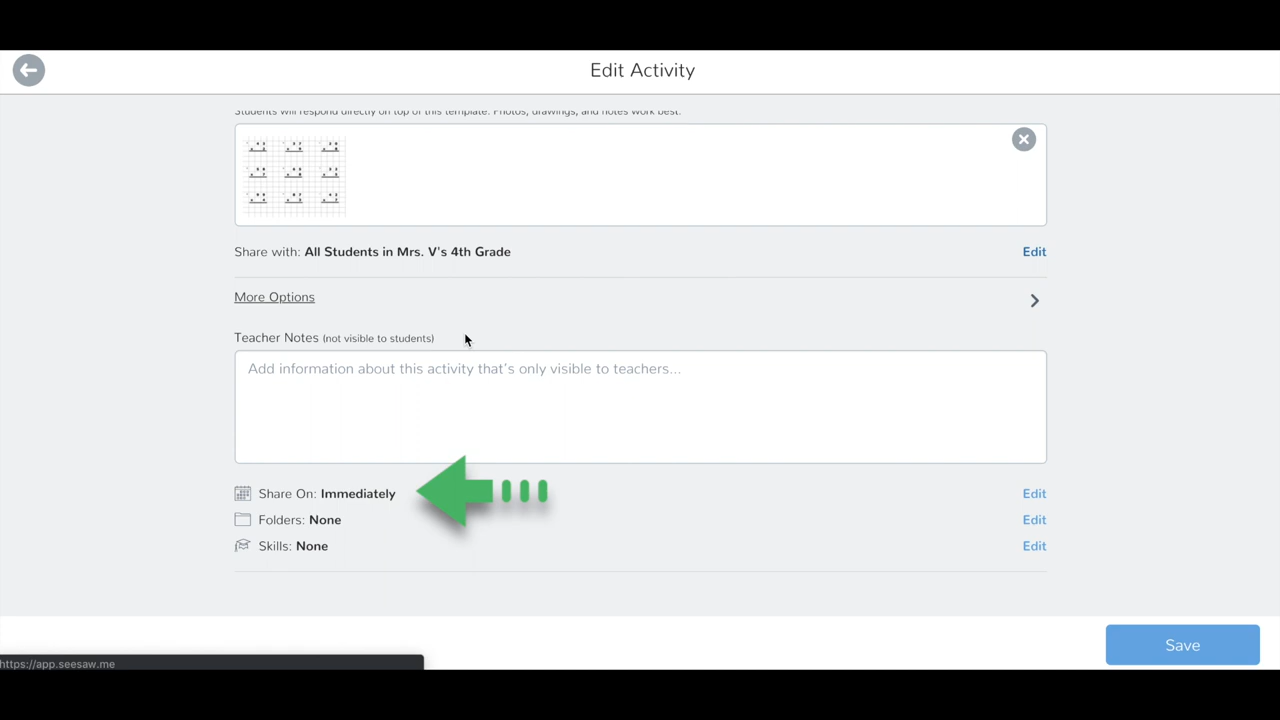 Edit Activity
Students will respond directly on top of this template. Photos, drawings, and notes work best.
Share with: All Students in Mrs. V's 4th Grade Edit
More Options
Teacher Notes (not visible to students)
Add information about this activity that's only visible to teachers...
Share On: Immediately Edit
Folders: None Edit
Skills: None Edit
Save
https://app.seesaw.me